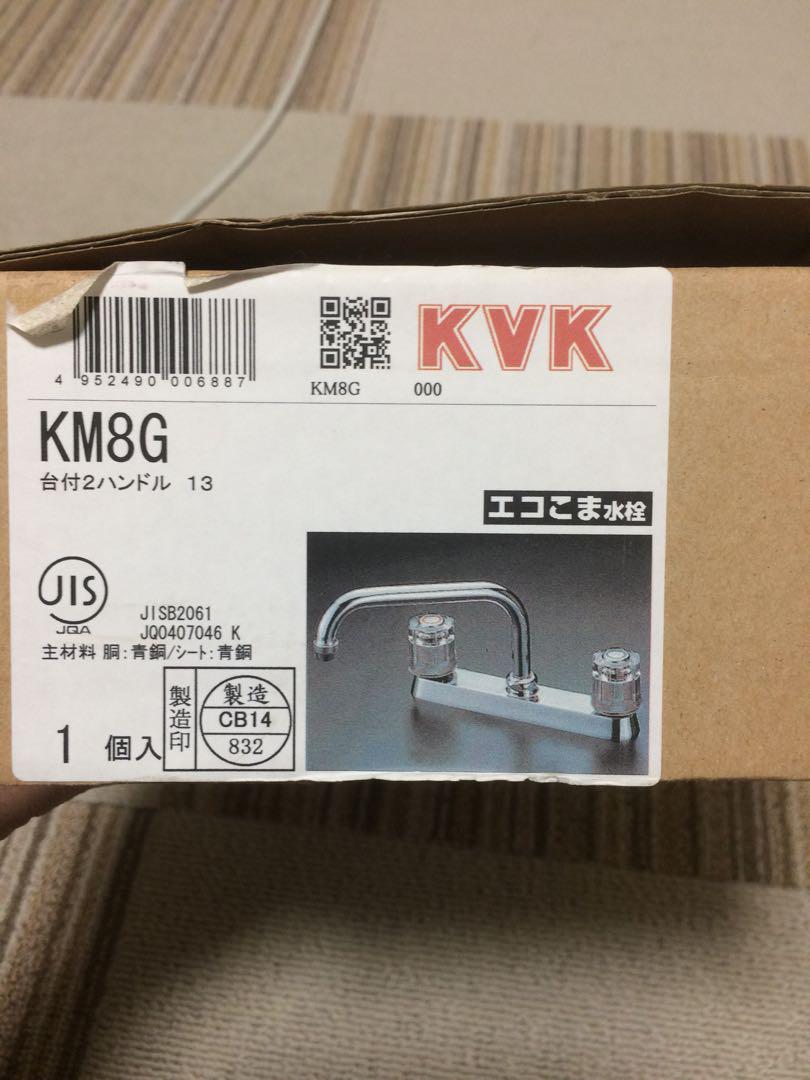 4 952490 006887
KM8G 000
KVK
KM8G
台付2ハンドル 13
エコこま水栓
JIS
JQA
JISB2061
JQ0407046 K
主材料 胴:青銅/シート:青銅
1 個入
製造印
製造
CB14
832